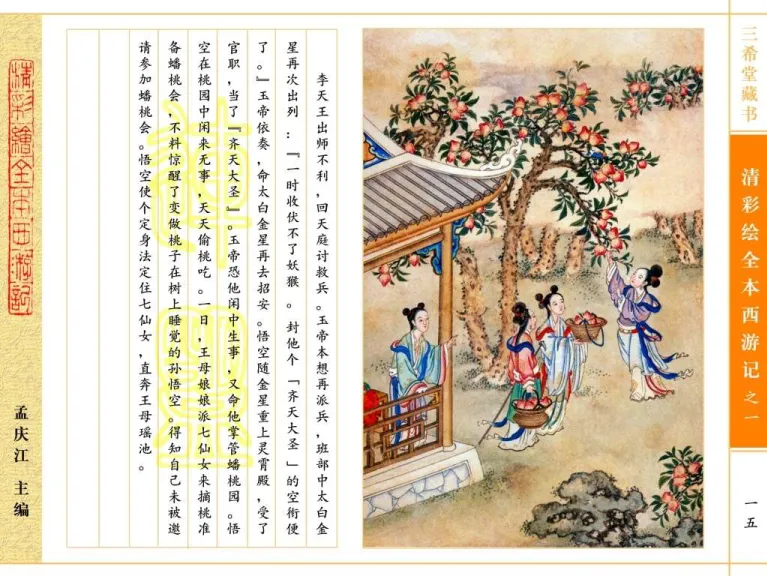 三希堂藏书
清彩绘全本西游记之一
一五
李天王出师不利，回天庭讨救兵。玉帝本想再派兵，班部中太白金
星再次出列：『一时收伏不了妖猴。封他个「齐天大圣」的空衔便
了。』玉帝依奏，命太白金星再去招安。悟空随金星重上灵霄殿，受了
官职，当了『齐天大圣』。玉帝恐他闲中生事，又命他掌管蟠桃园。悟
空在桃园中闲来无事，天天偷桃吃。一日，王母娘娘派七仙女来摘桃准
备蟠桃会，不料惊醒了变做桃子在树上睡觉的孙悟空。得知自己未被邀
请参加蟠桃会。悟空使个定身法定住七仙女，直奔王母瑶池。
清彩繪全本西游記
孟庆江 主编